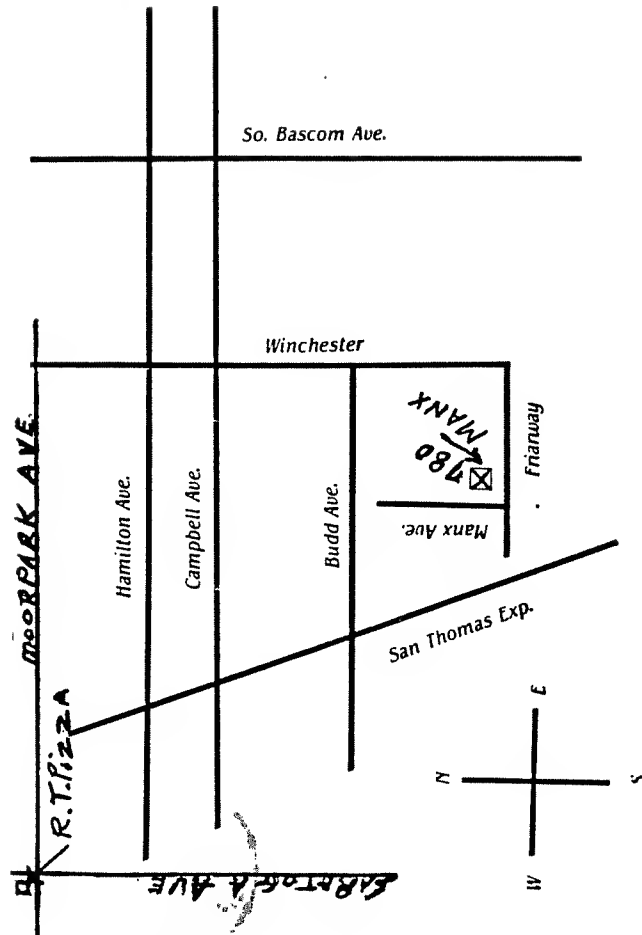 So. Bascom Ave.
Winchester
MOORPARK AVE.
Hamilton Ave.
Campbell Ave.
Budd Ave.
780
MANX
Manx Ave.
Friarway
San Thomas Exp.
R.T. PizzA
SARATOGA AVE
N
E
S
W